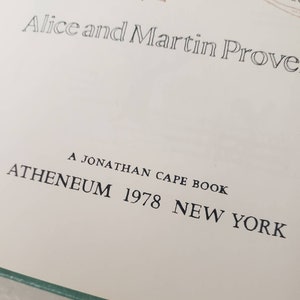 Alice and Martin Prove
A JONATHAN CAPE BOOK
ATHENEUM 1978 NEW YORK